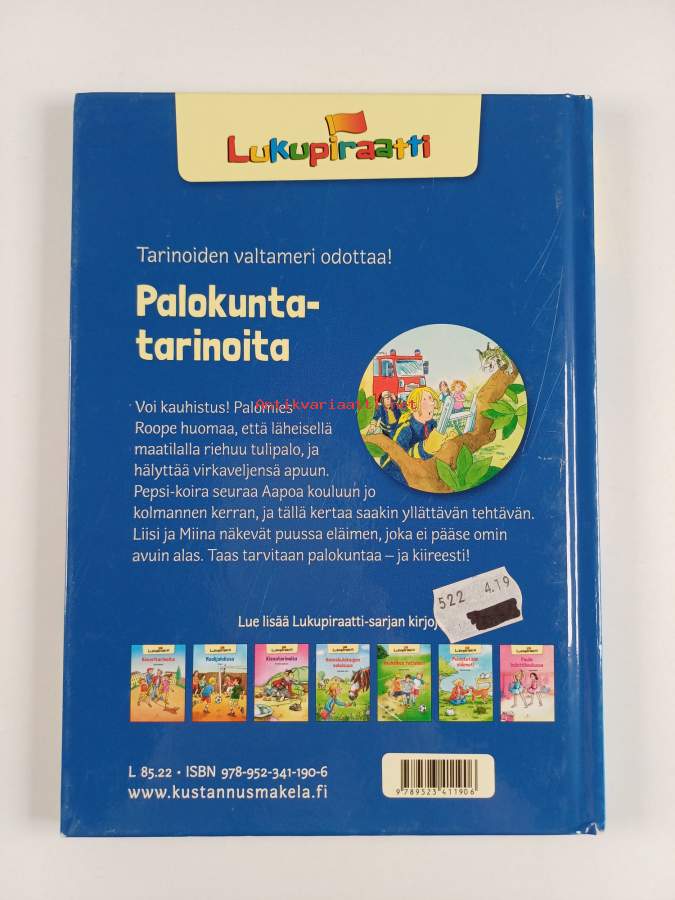 Lukupiraatti
Tarinoiden valtameri odottaa!
Palokunta-
tarinoita
Voi kauhistus! Palomies
Antikvariaatti.net
Roope huomaa, että läheisellä
maatilalla riehuu tulipalo, ja
hälyttää virkaveljensä apuun.
Pepsi-koira seuraa Aapoa kouluun jo
kolmannen kerran, ja tällä kertaa saakin yllättävän tehtävän.
Liisi ja Miina näkevät puussa eläimen, joka ei pääse omin
avuin alas. Taas tarvitaan palokuntaa – ja kiireesti!
522 4.19
Lue lisää Lukupiraatti-sarjan kirjoj
L 85.22 • ISBN 978-952-341-190-6
www.kustannusmakela.fi
9 789523 411906